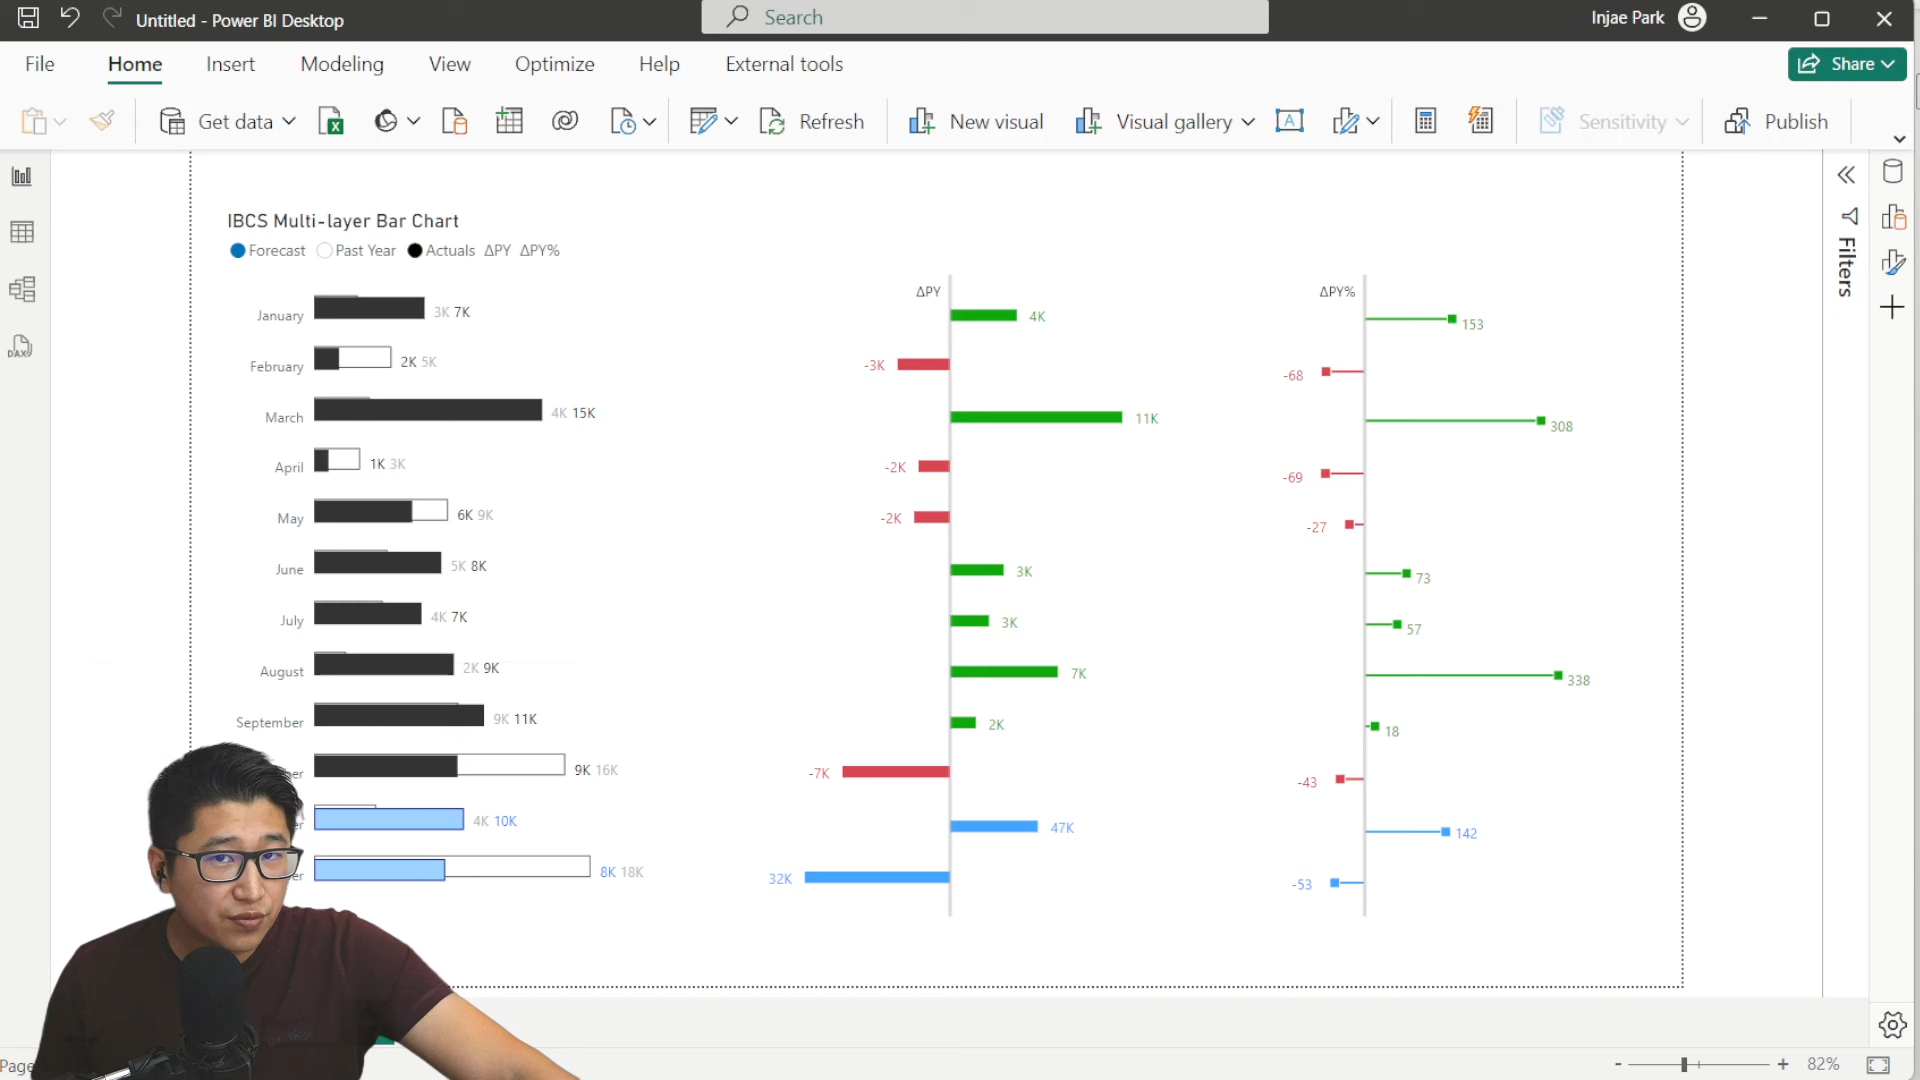 Untitled - Power BI Desktop
Search
Injae Park
File Home Insert Modeling View Optimize Help External tools
Share
Get data
Refresh
New visual
Visual gallery
Sensitivity
Publish
IBCS Multi-layer Bar Chart
Forecast Past Year Actuals ΔPY ΔPY%
ΔPY
ΔPY%
Filters
January 3K 7K 4K 153
February 2K 5K -3K -68
March 4K 15K 11K 308
April 1K 3K -2K -69
May 6K 9K -2K -27
June 5K 8K 3K 73
July 4K 7K 3K 57
August 2K 9K 7K 338
September 9K 11K 2K 18
er 9K 16K -7K -43
er 4K 10K 47K 142
er 8K 18K 32K -53
DAX
A
Page
- + 82%